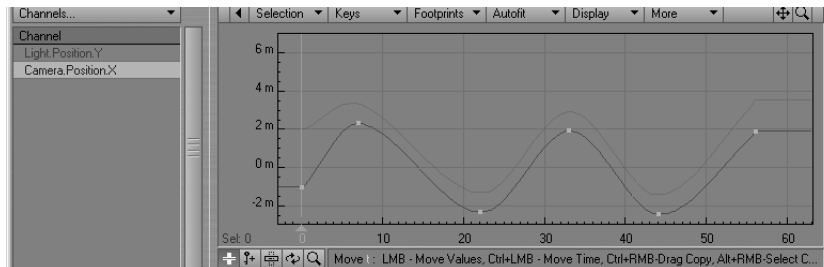 Channels...
Selection Keys Footprints Autofit Display More
Channel
Light.Position.Y
Camera.Position.X
6 m
4 m
2 m
0 m
-2 m
Sel: 0
0 10 20 30 40 50 60
Move : LMB - Move Values, Ctrl+LMB - Move Time, Ctrl+RMB-Drag Copy, Alt+RMB-Select C...